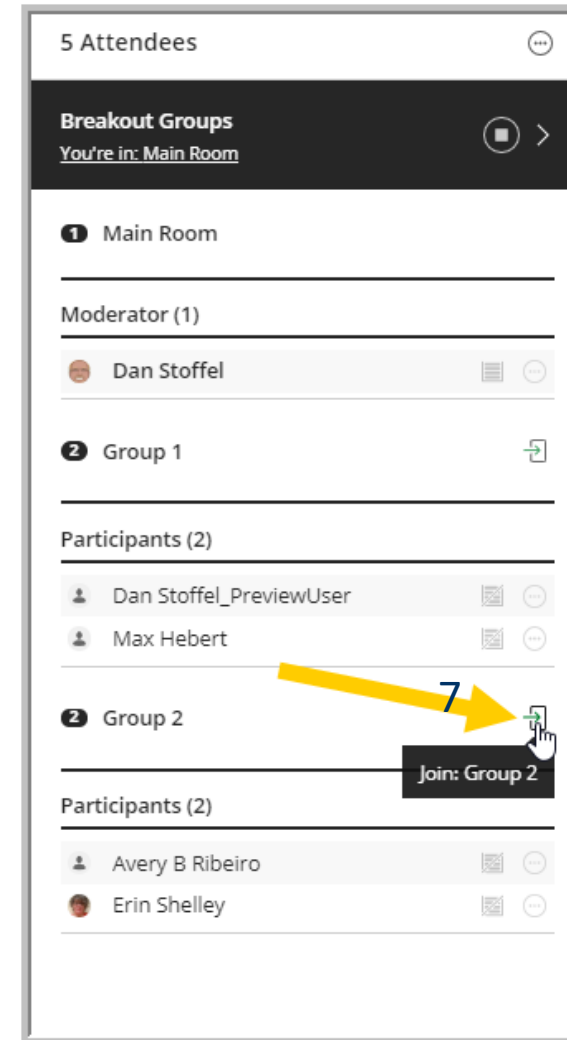 5 Attendees
Breakout Groups
You're in: Main Room
1 Main Room
Moderator (1)
Dan Stoffel
2 Group 1
Participants (2)
Dan Stoffel_PreviewUser
Max Hebert
7
2 Group 2
Join: Group 2
Participants (2)
Avery B Ribeiro
Erin Shelley